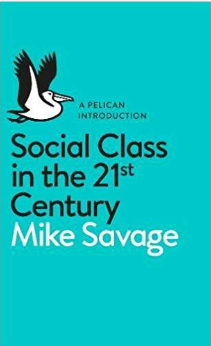 A PELICAN
INTRODUCTION
Social Class
in the 21st
Century
Mike Savage